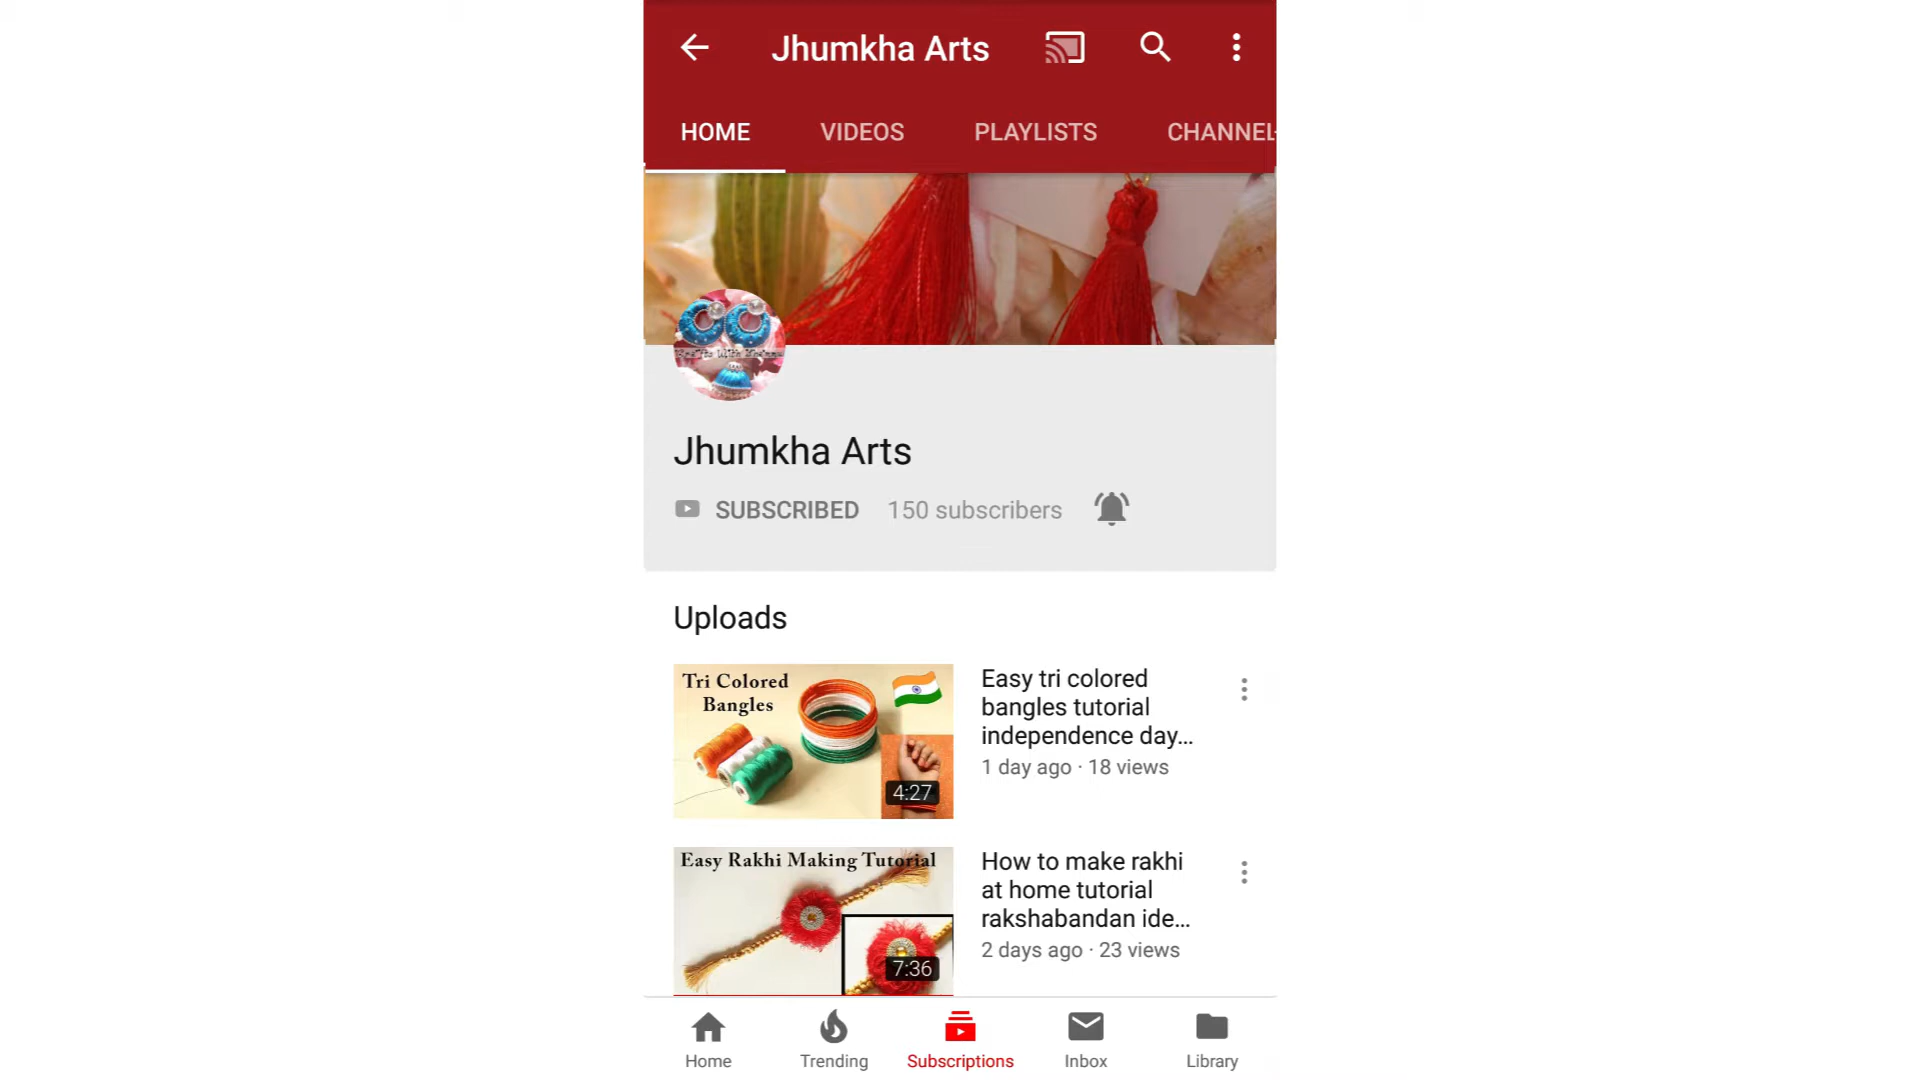 Jhumkha Arts
HOME VIDEOS PLAYLISTS CHANNEL
Jhumkha Arts
SUBSCRIBED 150 subscribers
Uploads
Tri Colored
Bangles
4:27
Easy tri colored
bangles tutorial
independence day...
1 day ago · 18 views
Easy Rakhi Making Tutorial
7:36
How to make rakhi
at home tutorial
rakshabandan ide...
2 days ago · 23 views
Home Trending Subscriptions Inbox Library